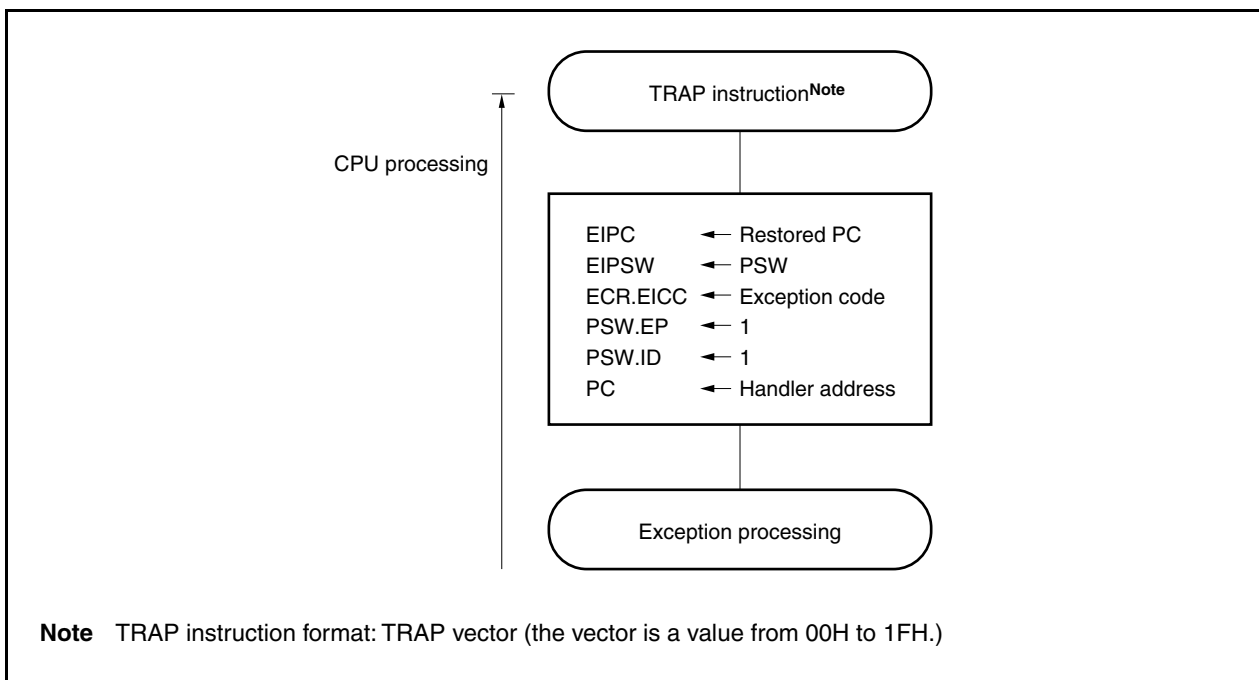 TRAP instructionNote
CPU processing
EIPC ← Restored PC
EIPSW ← PSW
ECR.EICC ← Exception code
PSW.EP ← 1
PSW.ID ← 1
PC ← Handler address
Exception processing
Note TRAP instruction format: TRAP vector (the vector is a value from 00H to 1FH.)